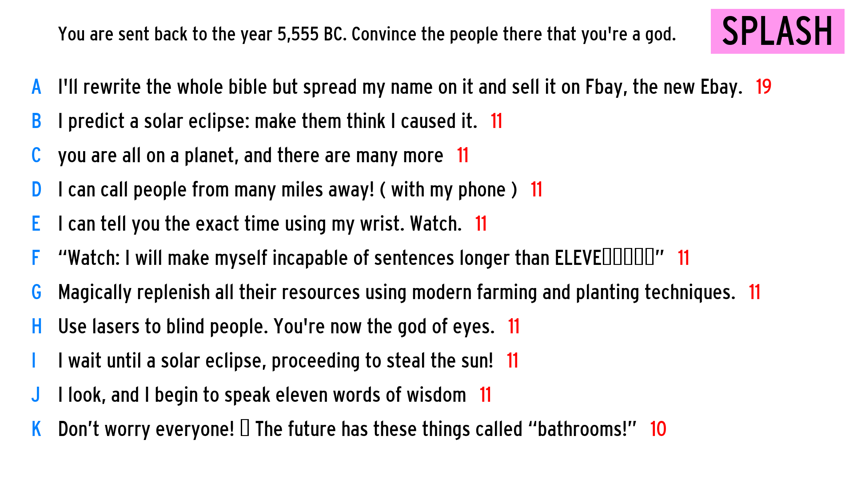 You are sent back to the year 5,555 BC. Convince the people there that you're a god.
SPLASH
A I'll rewrite the whole bible but spread my name on it and sell it on Fbay, the new Ebay. 19
B I predict a solar eclipse: make them think I caused it. 11
C you are all on a planet, and there are many more 11
D I can call people from many miles away! ( with my phone ) 11
E I can tell you the exact time using my wrist. Watch. 11
F “Watch: I will make myself incapable of sentences longer than ELEVE▯▯▯▯▯” 11
G Magically replenish all their resources using modern farming and planting techniques. 11
H Use lasers to blind people. You're now the god of eyes. 11
I I wait until a solar eclipse, proceeding to steal the sun! 11
J I look, and I begin to speak eleven words of wisdom 11
K Don’t worry everyone! ▯ The future has these things called “bathrooms!” 10